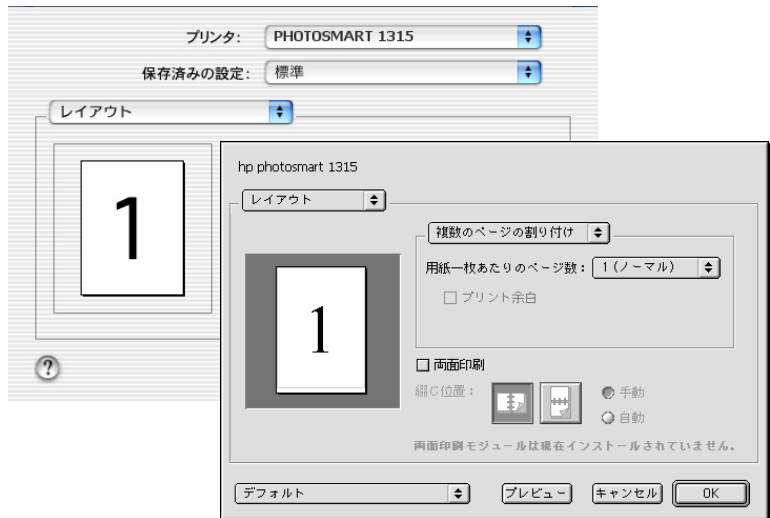 プリンタ: PHOTOSMART 1315
保存済みの設定: 標準
レイアウト
1
?
hp photosmart 1315
レイアウト
複数のページの割り付け
用紙一枚あたりのページ数: 1(ノーマル)
プリント余白
1
両面印刷
綴じ位置:
手動
自動
両面印刷モジュールは現在インストールされていません。
デフォルト
プレビュー
キャンセル
OK